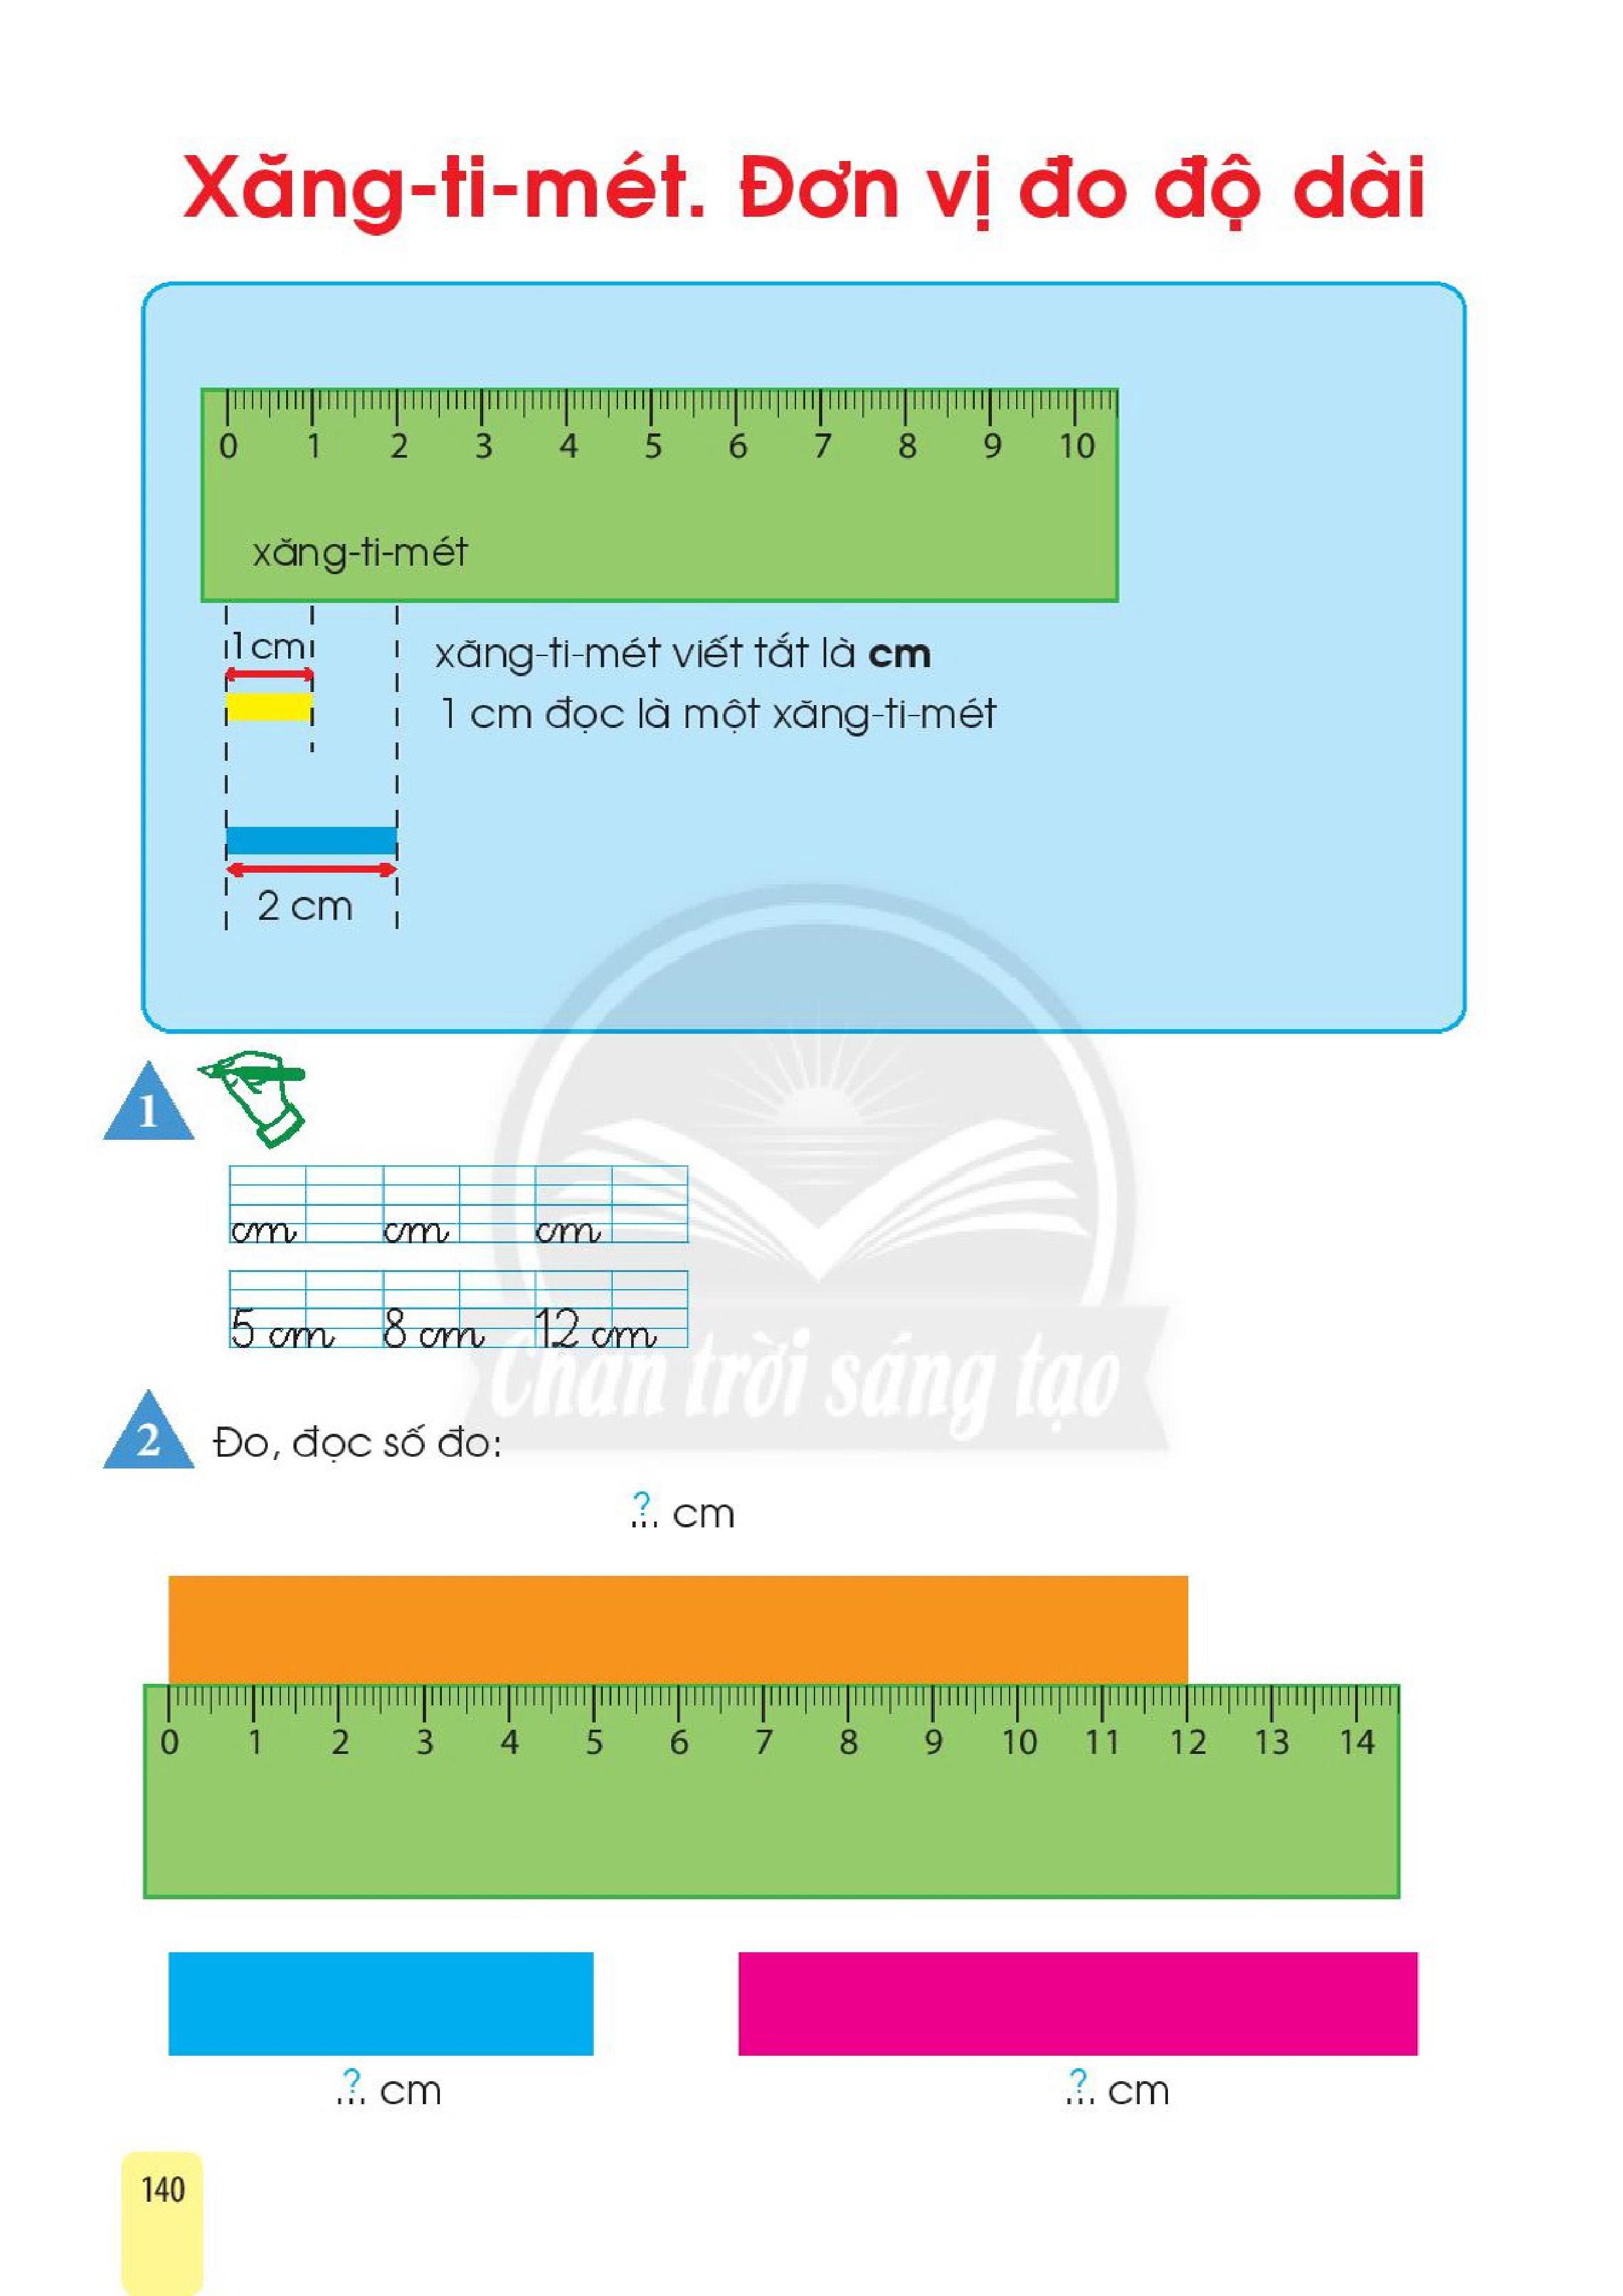 Xăng-ti-mét. Đơn vị đo độ dài
0 1 2 3 4 5 6 7 8 9 10
xăng-ti-mét
1 cm
xăng-ti-mét viết tắt là cm
1 cm đọc là một xăng-ti-mét
2 cm
1
cm cm cm
5 cm 8 cm 12 cm
Chân trời sáng tạo
2 Đo, đọc số đo:
...? cm
0 1 2 3 4 5 6 7 8 9 10 11 12 13 14
...? cm ...? cm
140